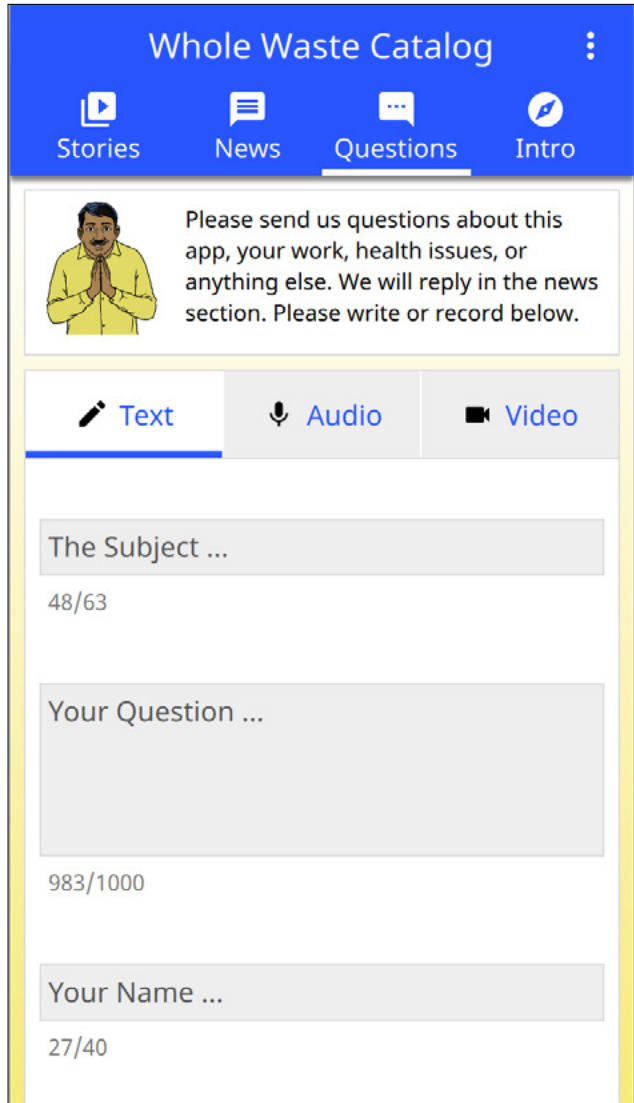 Whole Waste Catalog
Stories News Questions Intro
Please send us questions about this
app, your work, health issues, or
anything else. We will reply in the news
section. Please write or record below.
Text Audio Video
The Subject ...
48/63
Your Question ...
983/1000
Your Name ...
27/40